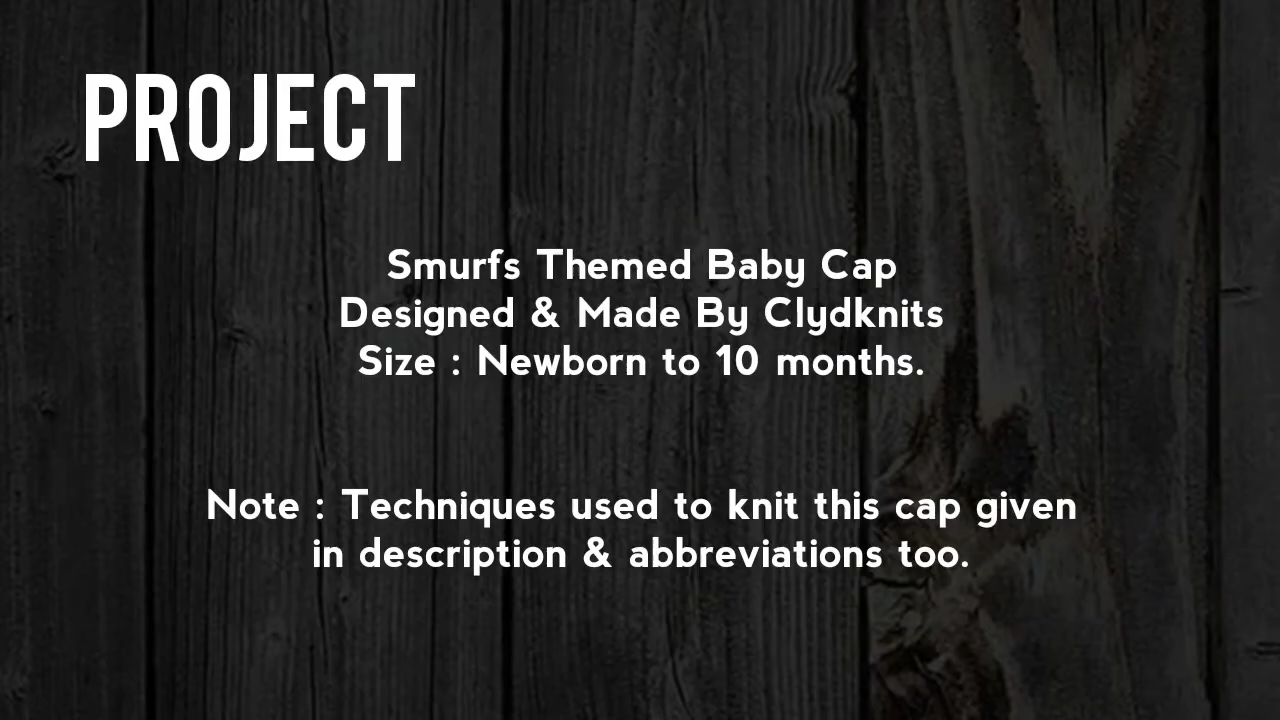 PROJECT
Smurfs Themed Baby Cap
Designed & Made By Clydknits
Size : Newborn to 10 months.
Note : Techniques used to knit this cap given
in description & abbreviations too.